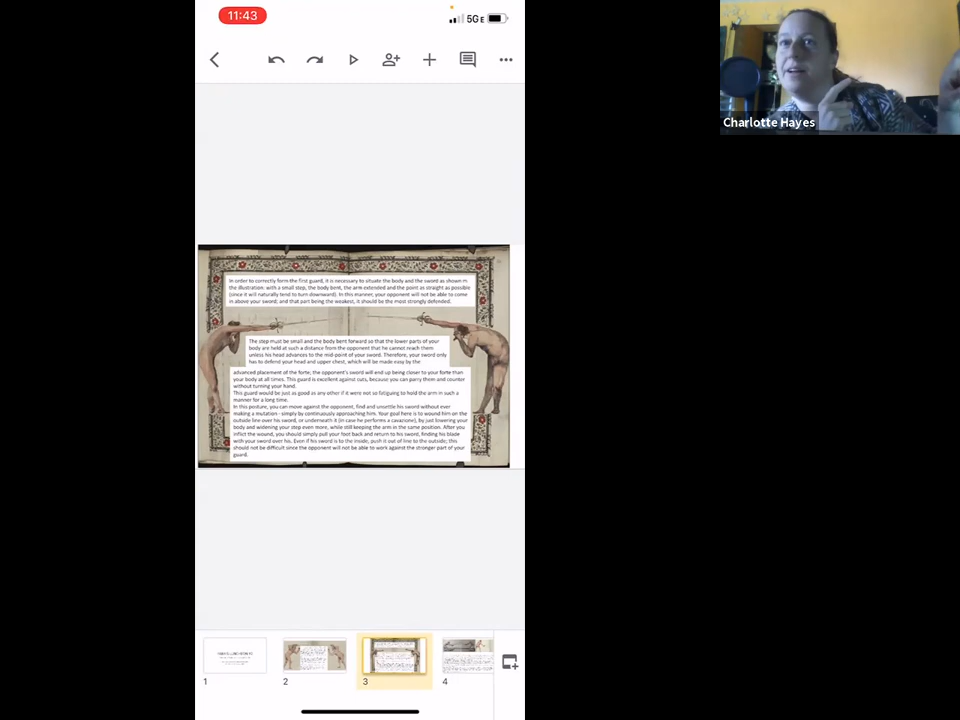 11:43
5G E
Charlotte Hayes
In order to correctly form the first guard, it is necessary to situate the body and the sword as shown in
the illustration: with a small step, the body bent, the arm extended and the point as straight as possible
(since it will naturally tend to turn downward). In this manner, your opponent will not be able to come
in above your sword; and that part being the weakest, it should be the most strongly defended.
The step must be small and the body bent forward so that the lower parts of your
body are held at such a distance from the opponent that he cannot reach them
unless his head advances to the mid-point of your sword. Therefore, your sword only
has to defend your head and upper chest, which will be made easy by the
advanced placement of the forte; the opponent's sword will end up being closer to your forte than
your body at all times. This guard is excellent against cuts, because you can parry them and counter
without turning your hand.
This guard would be just as good as any other if it were not so fatiguing to hold the arm in such a
manner for a long time.
In this posture, you can move against the opponent, find and unsettle his sword without ever
making a mutation - simply by continuously approaching him. Your goal here is to wound him on the
outside line over his sword, or underneath it (in case he performs a cavazione), by just lowering your
body and widening your step even more, while still keeping the arm in the same position. After you
inflict the wound, you should simply pull your foot back and return to his sword, finding his blade
with your sword over his. Even if his sword is to the inside, push it out of line to the outside; this
should not be difficult since the opponent will not be able to work against the stronger part of your
guard.
1
2
3
4